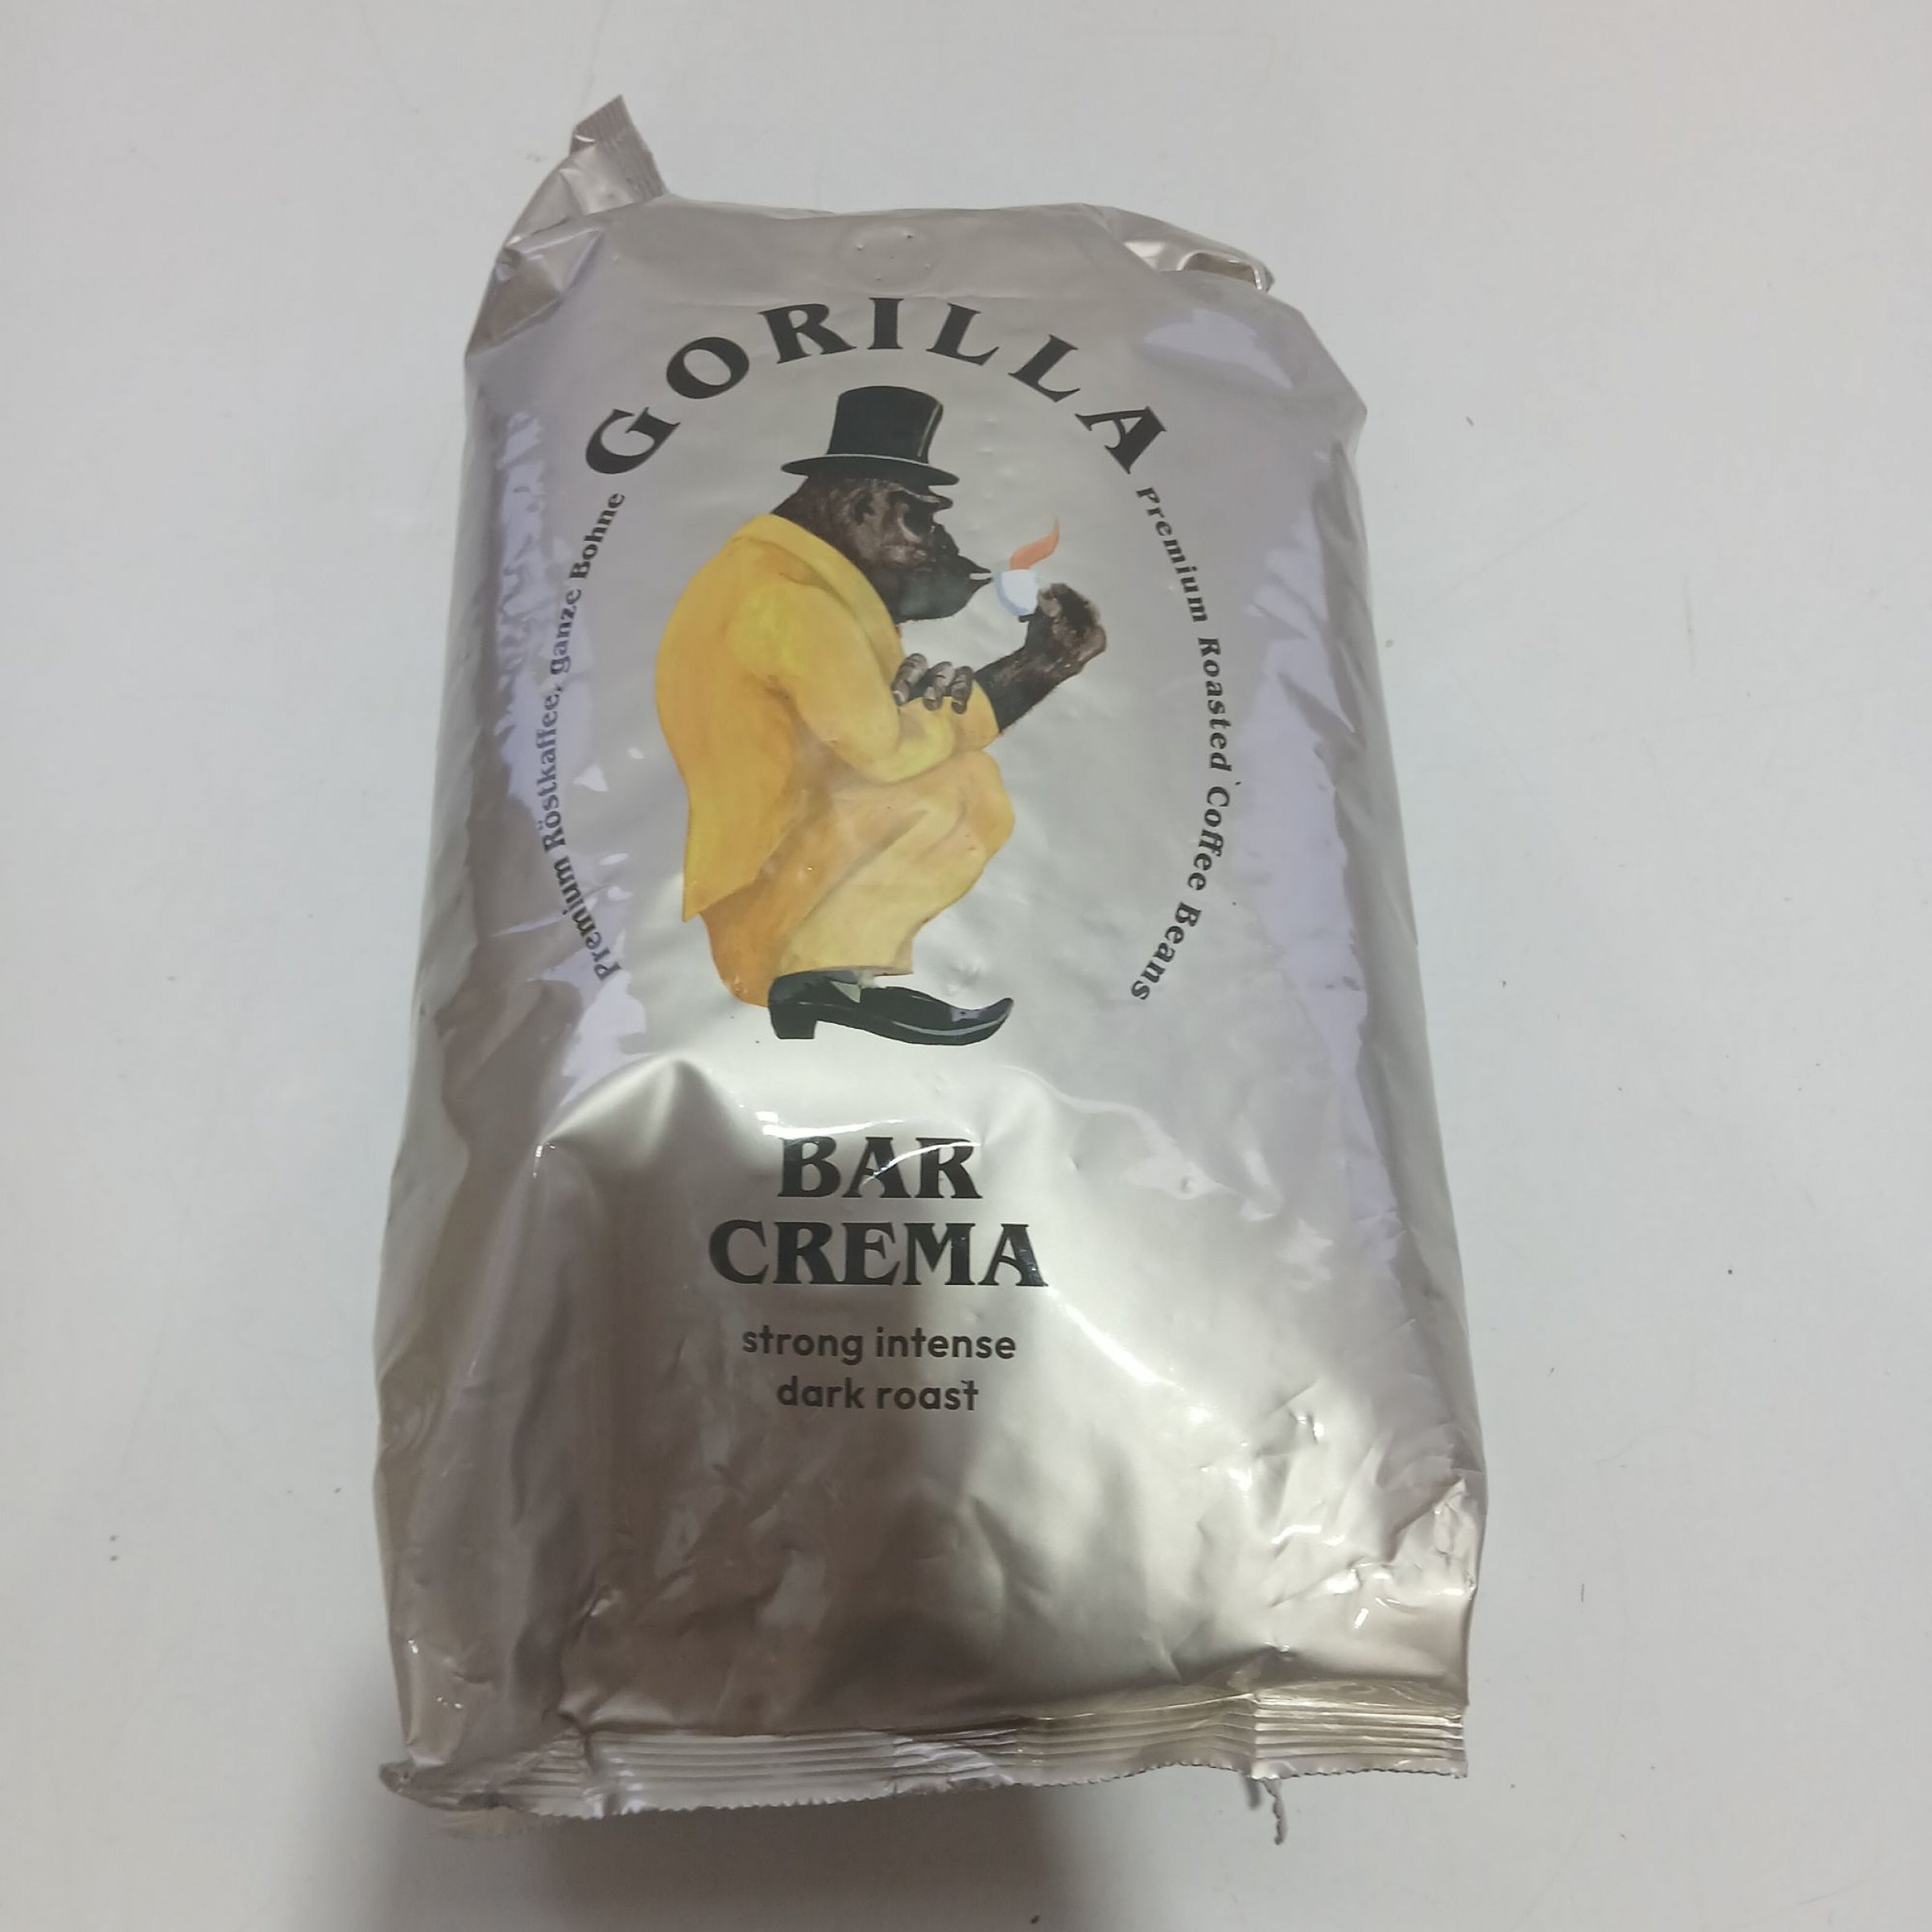 GORILLA
Premium Röstkaffee, ganze Bohne
Premium Roasted Coffee Beans
BAR
CREMA
strong intense
dark roast